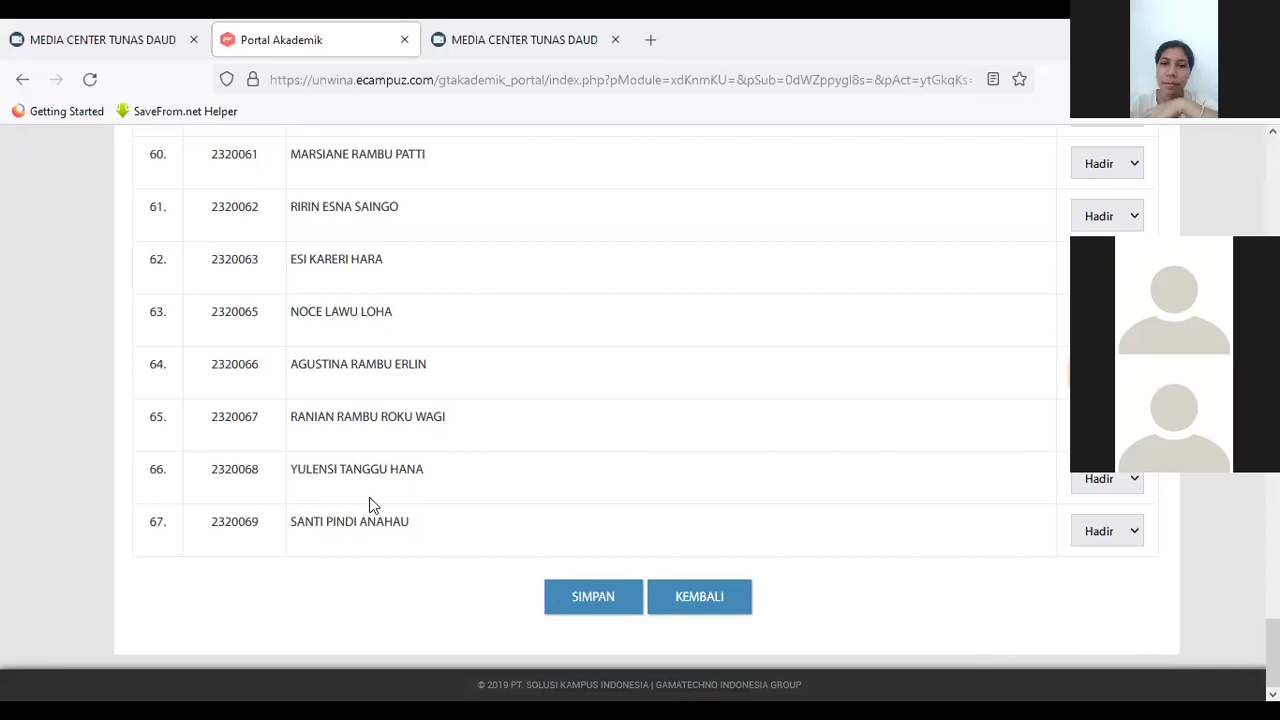 MEDIA CENTER TUNAS DAUD
Portal Akademik
MEDIA CENTER TUNAS DAUD
https://unwina.ecampuz.com/gtakademik_portal/index.php?pModule=xdKnmKU=&pSub=0dWZppygl8s=&pAct=ytGkqKs
Getting Started
SaveFrom.net Helper
60. 2320061 MARSIANE RAMBU PATTI Hadir
61. 2320062 RIRIN ESNA SAINGO Hadir
62. 2320063 ESI KARERI HARA
63. 2320065 NOCE LAWU LOHA
64. 2320066 AGUSTINA RAMBU ERLIN
65. 2320067 RANIAN RAMBU ROKU WAGI
66. 2320068 YULENSI TANGGU HANA Hadir
67. 2320069 SANTI PINDI ANAHAU Hadir
SIMPAN KEMBALI
© 2019 PT. SOLUSI KAMPUS INDONESIA | GAMATECHNO INDONESIA GROUP